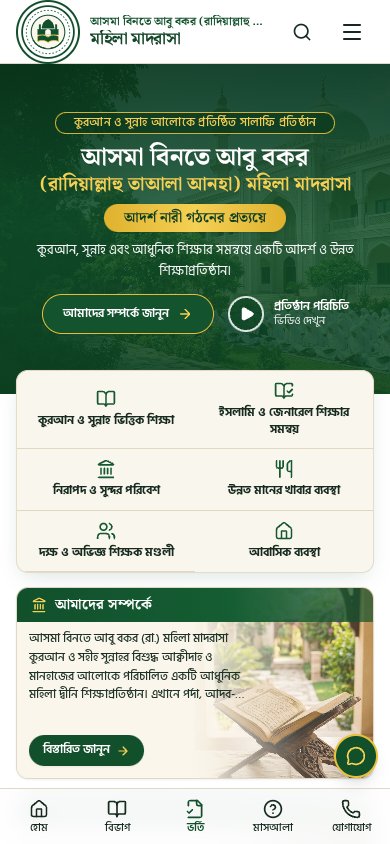 আসমা বিনতে আবু বকর (রাদিয়াল্লাহু ...
মহিলা মাদরাসা
কুরআন ও সুন্নাহ আলোকে প্রতিষ্ঠিত সালাফি প্রতিষ্ঠান
আসমা বিনতে আবু বকর
(রাদিয়াল্লাহু তাআলা আনহা) মহিলা মাদরাসা
আদর্শ নারী গঠনের প্রত্যয়ে
কুরআন, সুন্নাহ এবং আধুনিক শিক্ষার সমন্বয়ে একটি আদর্শ ও উন্নত
শিক্ষাপ্রতিষ্ঠান।
আমাদের সম্পর্কে জানুন
প্রতিষ্ঠান পরিচিতি
ভিডিও দেখুন
কুরআন ও সুন্নাহ ভিত্তিক শিক্ষা
ইসলামি ও জেনারেল শিক্ষার
সমন্বয়
নিরাপদ ও সুন্দর পরিবেশ
উন্নত মানের খাবার ব্যবস্থা
দক্ষ ও অভিজ্ঞ শিক্ষক মণ্ডলী
আবাসিক ব্যবস্থা
আমাদের সম্পর্কে
আসমা বিনতে আবু বকর (রা.) মহিলা মাদরাসা
কুরআন ও সহীহ সুন্নাহর বিশুদ্ধ আক্বীদাহ ও
মানহাজের আলোকে পরিচালিত একটি আধুনিক
মহিলা দ্বীনি শিক্ষাপ্রতিষ্ঠান। এখানে পর্দা, আদব-...
বিস্তারিত জানুন
হোম
বিভাগ
ভর্তি
মাসআলা
যোগাযোগ